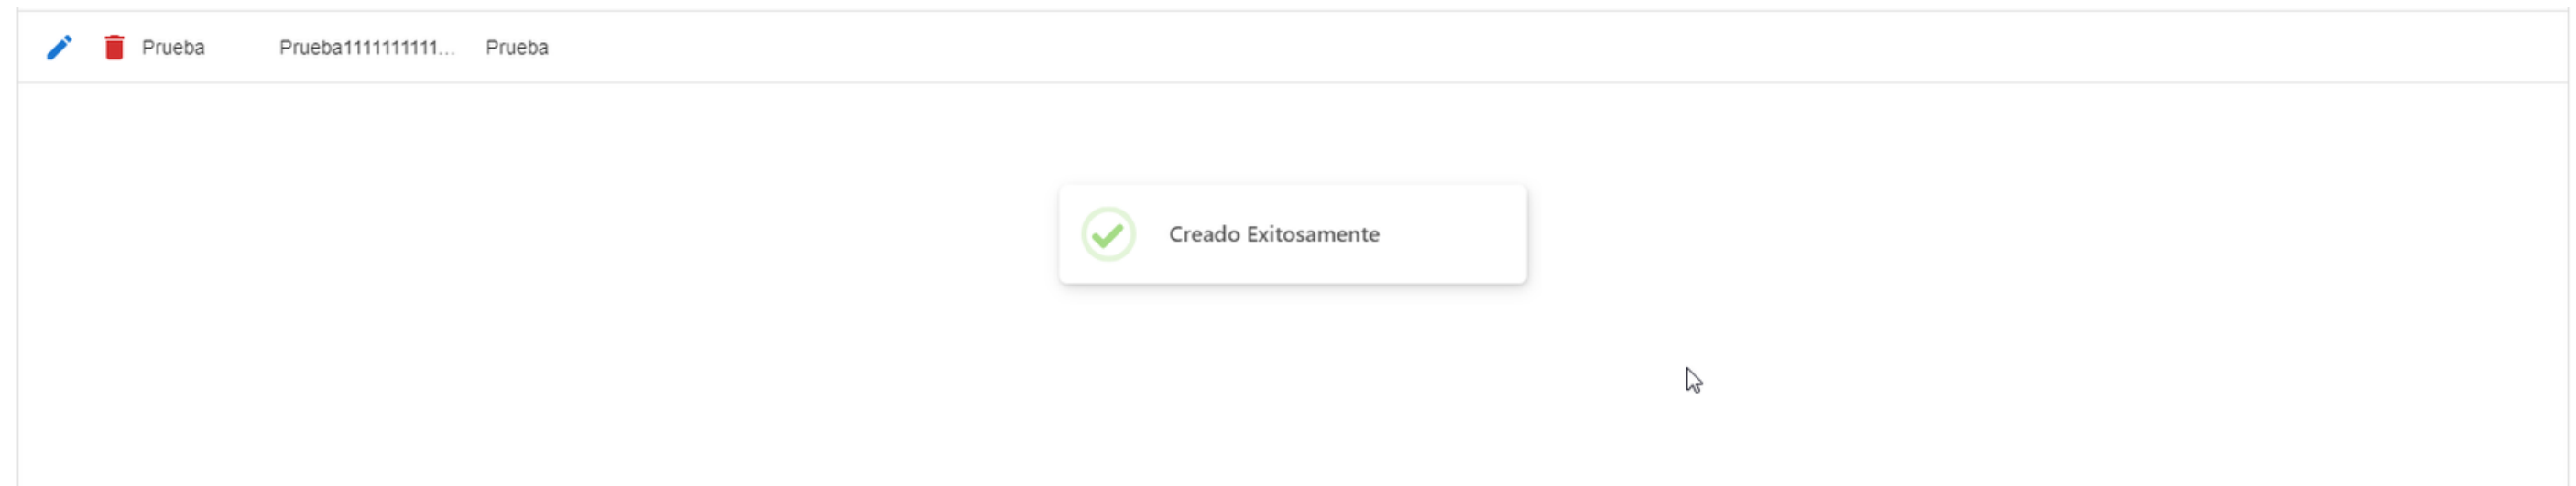 Prueba Prueba1111111111... Prueba
Creado Exitosamente